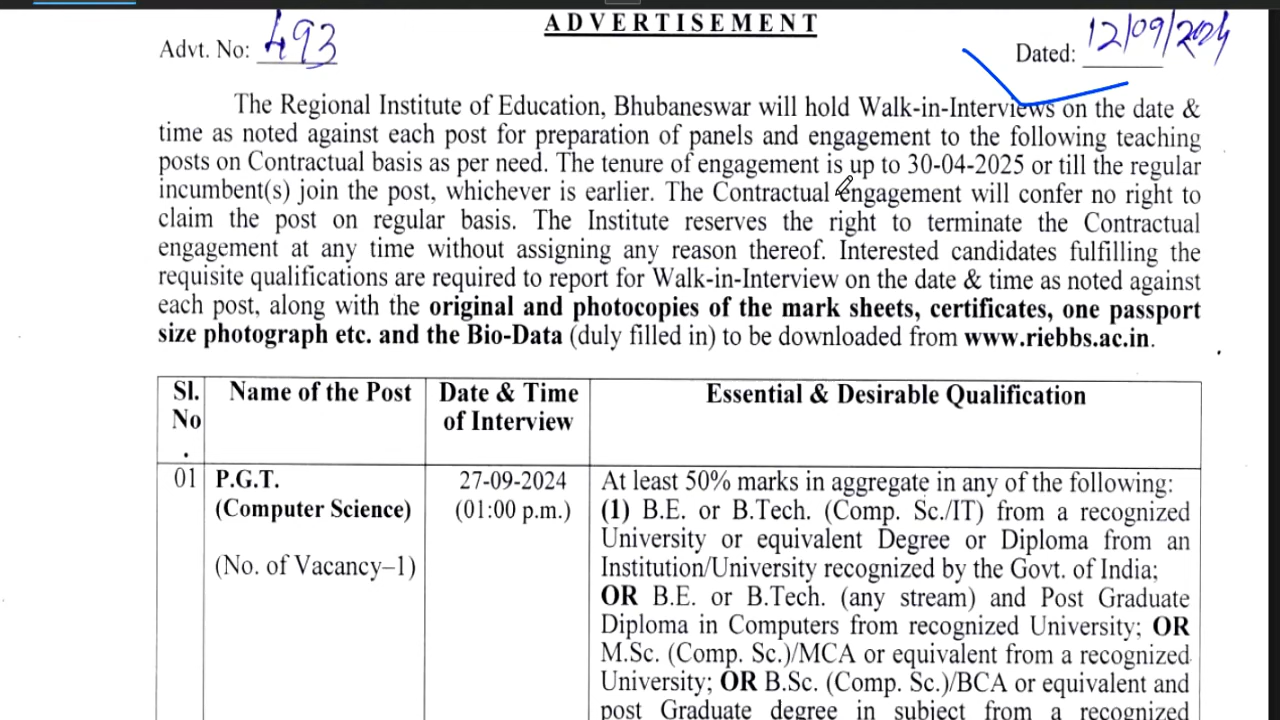 ADVERTISEMENT
Advt. No: 493
Dated: 12/09/2024
The Regional Institute of Education, Bhubaneswar will hold Walk-in-Interviews on the date &
time as noted against each post for preparation of panels and engagement to the following teaching
posts on Contractual basis as per need. The tenure of engagement is up to 30-04-2025 or till the regular
incumbent(s) join the post, whichever is earlier. The Contractual engagement will confer no right to
claim the post on regular basis. The Institute reserves the right to terminate the Contractual
engagement at any time without assigning any reason thereof. Interested candidates fulfilling the
requisite qualifications are required to report for Walk-in-Interview on the date & time as noted against
each post, along with the original and photocopies of the mark sheets, certificates, one passport
size photograph etc. and the Bio-Data (duly filled in) to be downloaded from www.riebbs.ac.in.
Sl.
No
.
Name of the Post
Date & Time
of Interview
Essential & Desirable Qualification
01
P.G.T.
(Computer Science)
(No. of Vacancy–1)
27-09-2024
(01:00 p.m.)
At least 50% marks in aggregate in any of the following:
(1) B.E. or B.Tech. (Comp. Sc./IT) from a recognized
University or equivalent Degree or Diploma from an
Institution/University recognized by the Govt. of India;
OR B.E. or B.Tech. (any stream) and Post Graduate
Diploma in Computers from recognized University; OR
M.Sc. (Comp. Sc.)/MCA or equivalent from a recognized
University; OR B.Sc. (Comp. Sc.)/BCA or equivalent and
post Graduate degree in subject from a recognized